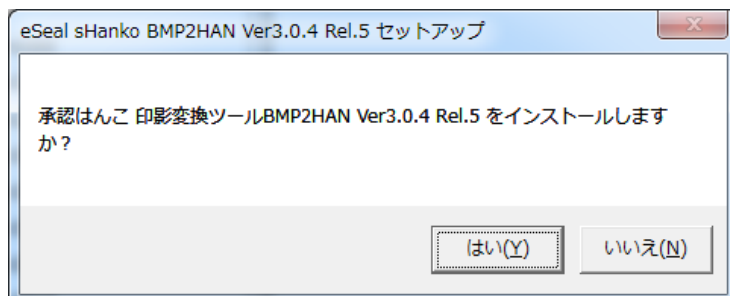 eSeal sHanko BMP2HAN Ver3.0.4 Rel.5 セットアップ
承認はんこ 印影変換ツールBMP2HAN Ver3.0.4 Rel.5 をインストールします
か？
はい(Y) いいえ(N)